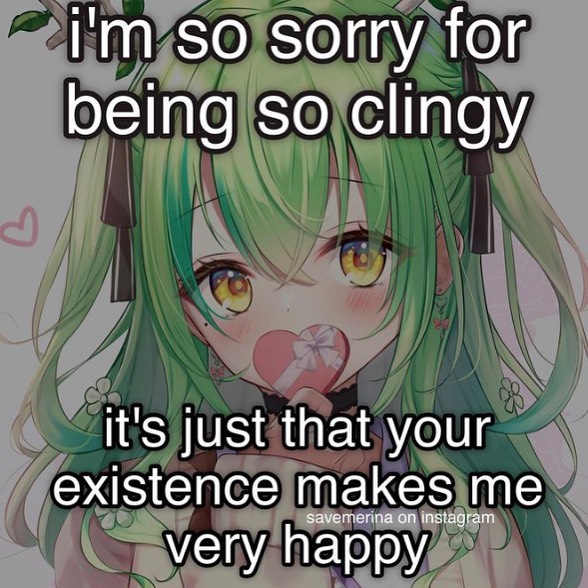 i'm so sorry for
being so clingy
it's just that your
existence makes me
savemerina on instagram
very happy